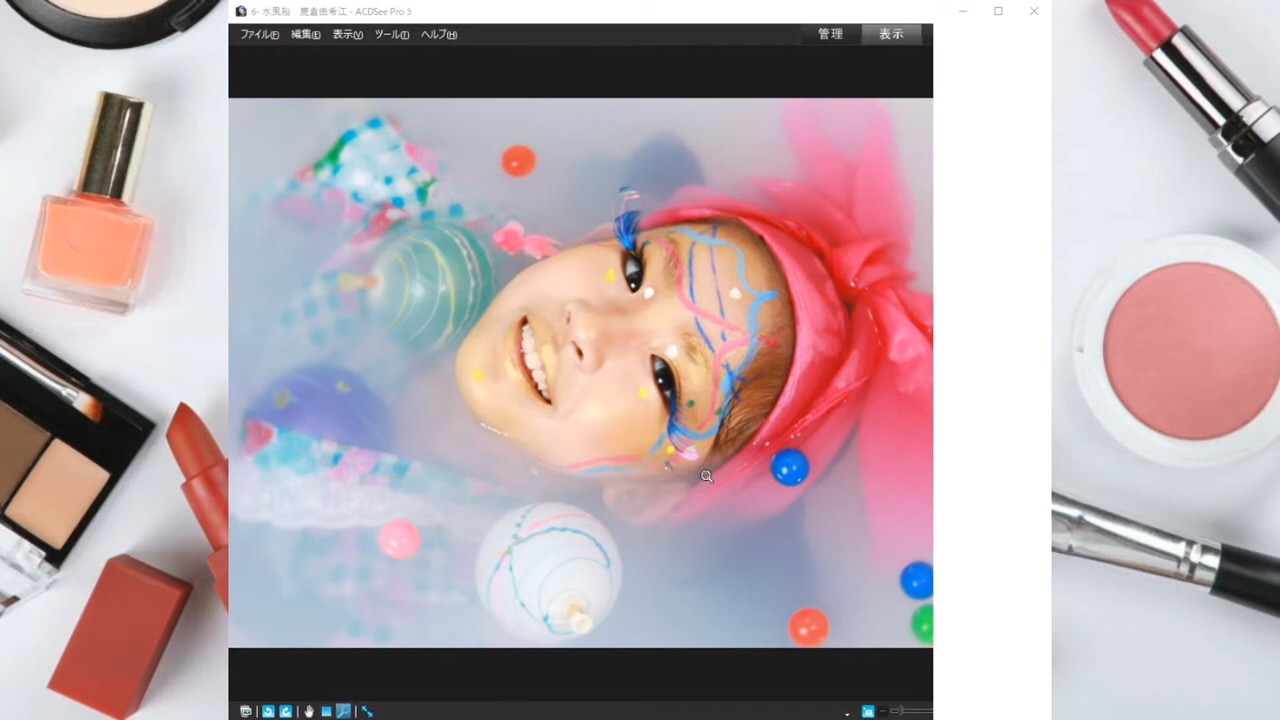 6- 水風船 鹿倉由希江 - ACDSee Pro 3
ファイル(F) 編集(E) 表示(V) ツール(T) ヘルプ(H)
管理 表示